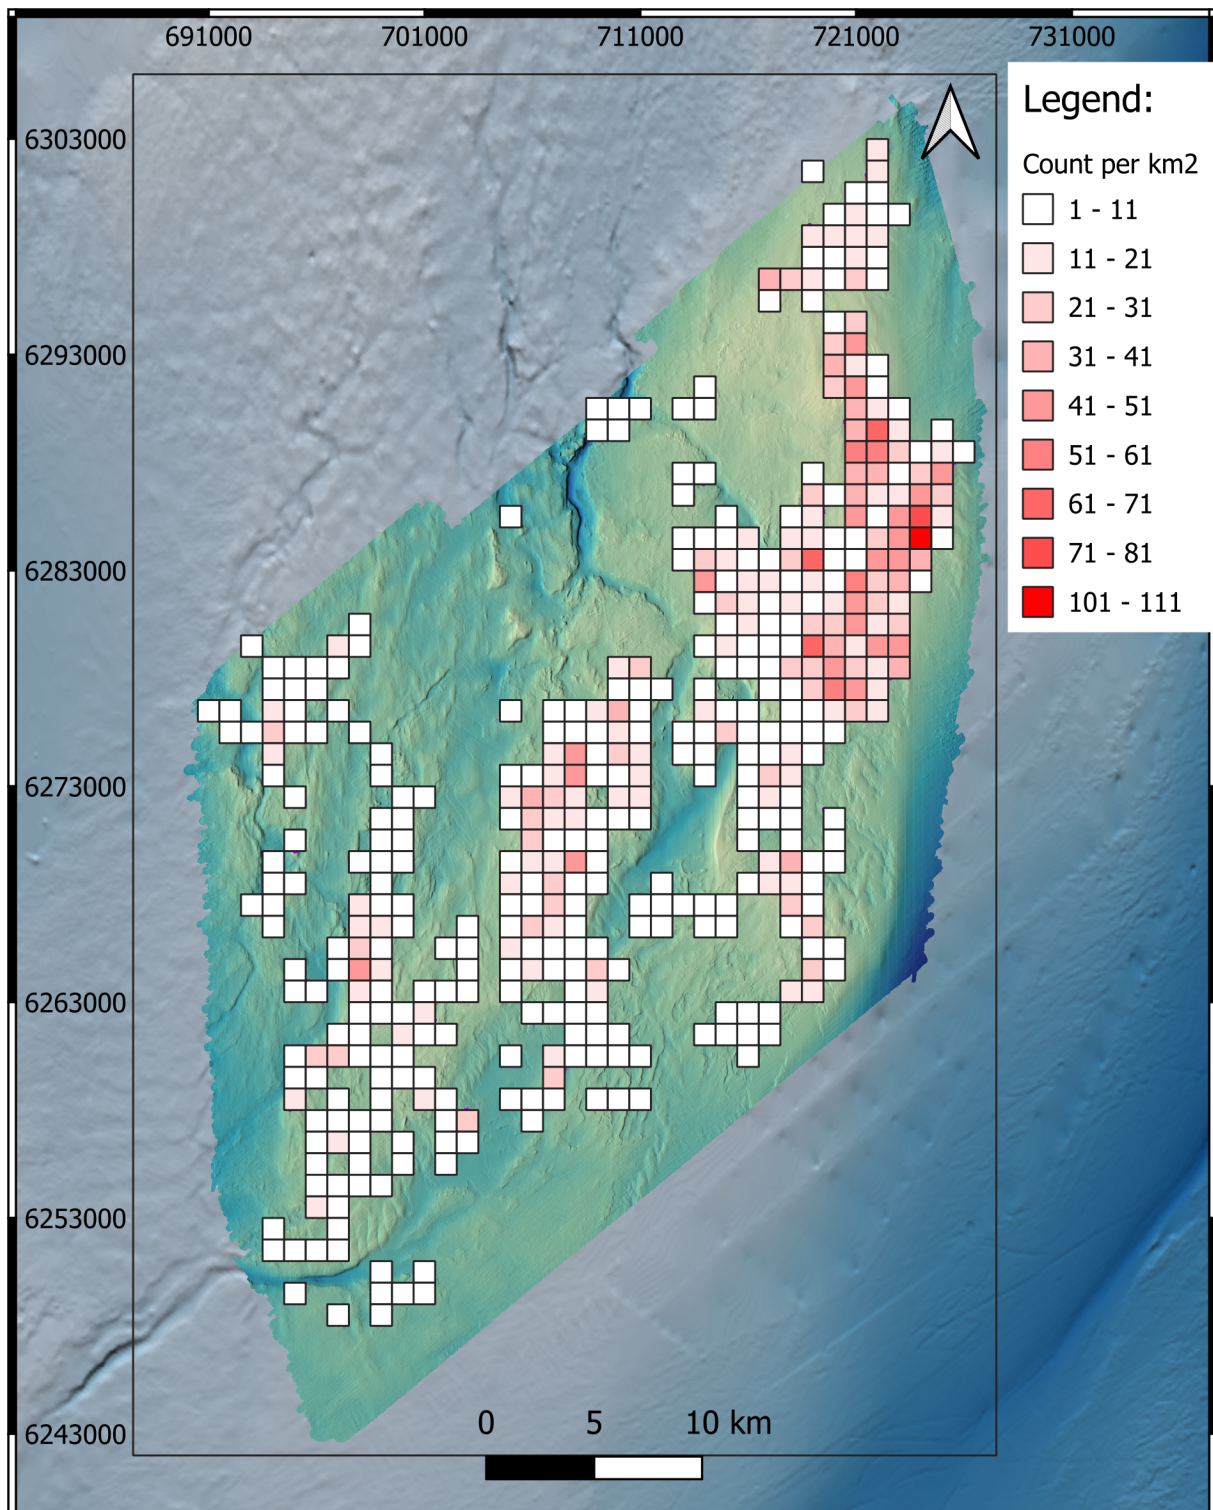 691000 701000 711000 721000 731000
Legend:
6303000
Count per km2
1 - 11
11 - 21
21 - 31
6293000
31 - 41
41 - 51
51 - 61
61 - 71
71 - 81
6283000
101 - 111
6273000
6263000
6253000
0 5 10 km
6243000